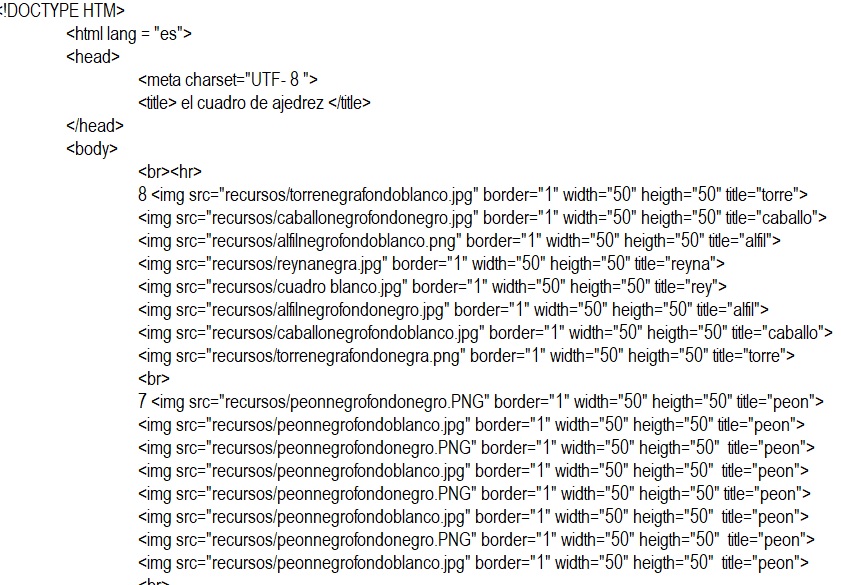 <!DOCTYPE HTM>
<html lang = "es">
<head>
<meta charset="UTF- 8 ">
<title> el cuadro de ajedrez </title>
</head>
<body>
<br><hr>
8 <img src="recursos/torrenegrafondoblanco.jpg" border="1" width="50" heigth="50" title="torre">
<img src="recursos/caballonegrofondonegro.jpg" border="1" width="50" heigth="50" title="caballo">
<img src="recursos/alfilnegrofondoblanco.png" border="1" width="50" heigth="50" title="alfil">
<img src="recursos/reynanegra.jpg" border="1" width="50" heigth="50" title="reyna">
<img src="recursos/cuadro blanco.jpg" border="1" width="50" heigth="50" title="rey">
<img src="recursos/alfilnegrofondonegro.jpg" border="1" width="50" heigth="50" title="alfil">
<img src="recursos/caballonegrofondoblanco.jpg" border="1" width="50" heigth="50" title="caballo">
<img src="recursos/torrenegrafondonegra.png" border="1" width="50" heigth="50" title="torre">
<br>
7 <img src="recursos/peonnegrofondonegro.PNG" border="1" width="50" heigth="50" title="peon">
<img src="recursos/peonnegrofondoblanco.jpg" border="1" width="50" heigth="50" title="peon">
<img src="recursos/peonnegrofondonegro.PNG" border="1" width="50" heigth="50"  title="peon">
<img src="recursos/peonnegrofondoblanco.jpg" border="1" width="50" heigth="50"  title="peon">
<img src="recursos/peonnegrofondonegro.PNG" border="1" width="50" heigth="50" title="peon">
<img src="recursos/peonnegrofondoblanco.jpg" border="1" width="50" heigth="50"  title="peon">
<img src="recursos/peonnegrofondonegro.PNG" border="1" width="50" heigth="50"  title="peon">
<img src="recursos/peonnegrofondoblanco.jpg" border="1" width="50" heigth="50"  title="peon">
<br>